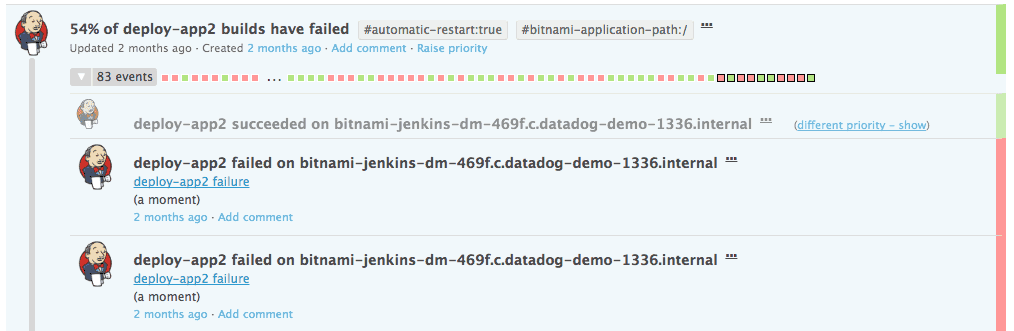 54% of deploy-app2 builds have failed #automatic-restart:true #bitnami-application-path:/ ...
Updated 2 months ago · Created 2 months ago · Add comment · Raise priority
83 events ...
deploy-app2 succeeded on bitnami-jenkins-dm-469f.c.datadog-demo-1336.internal ... (different priority - show)
deploy-app2 failed on bitnami-jenkins-dm-469f.c.datadog-demo-1336.internal ...
deploy-app2 failure
(a moment)
2 months ago · Add comment
deploy-app2 failed on bitnami-jenkins-dm-469f.c.datadog-demo-1336.internal ...
deploy-app2 failure
(a moment)
2 months ago · Add comment